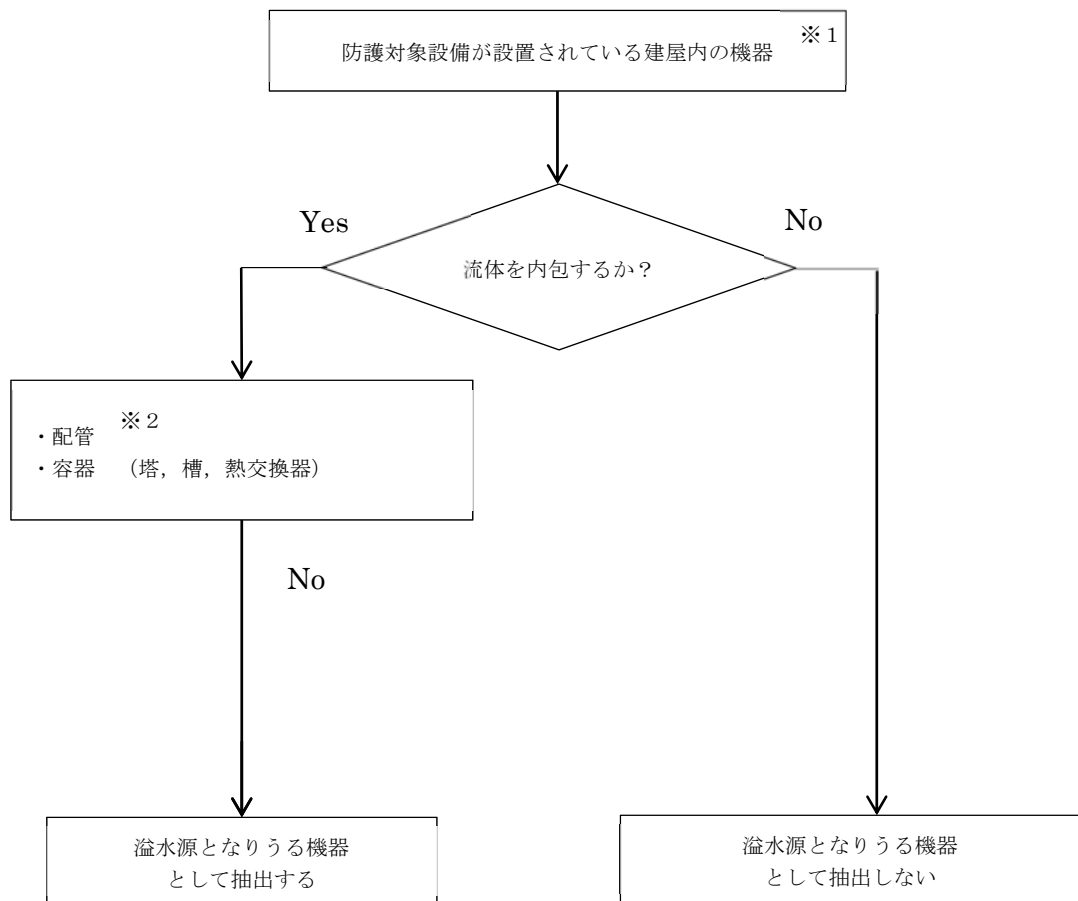 ※１
防護対象設備が設置されている建屋内の機器
Yes
No
流体を内包するか？
※２
・配管
・容器　（塔，槽，熱交換器）
No
溢水源となりうる機器
として抽出する
溢水源となりうる機器
として抽出しない